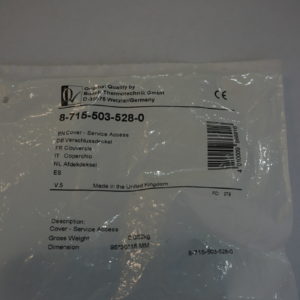 Original Quality by
Bosch Thermotechnik GmbH
D-35576 Wetzlar/Germany
CE
8-715-503-528-0
EN Cover - Service Access
DE Verschlussdeckel
FR Couvercle
IT Coperchio
NL Afdekdeksel
ES
V.5 Made in the United Kingdom
Description:
Cover - Service Access
Gross Weight
Dimension MM
8-715-503-528-0